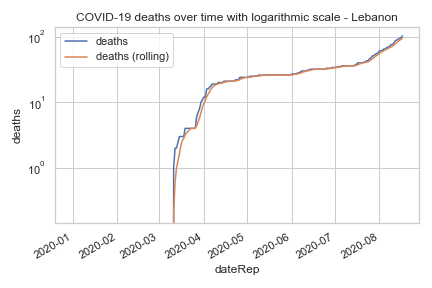 COVID-19 deaths over time with logarithmic scale - Lebanon
deaths
deaths (rolling)
10²
10¹
10⁰
deaths
2020-01
2020-02
2020-03
2020-04
2020-05
2020-06
2020-07
2020-08
dateRep